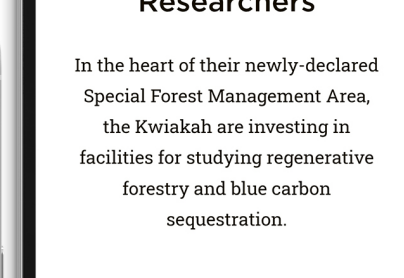 Researchers
In the heart of their newly-declared
Special Forest Management Area,
the Kwiakah are investing in
facilities for studying regenerative
forestry and blue carbon
sequestration.